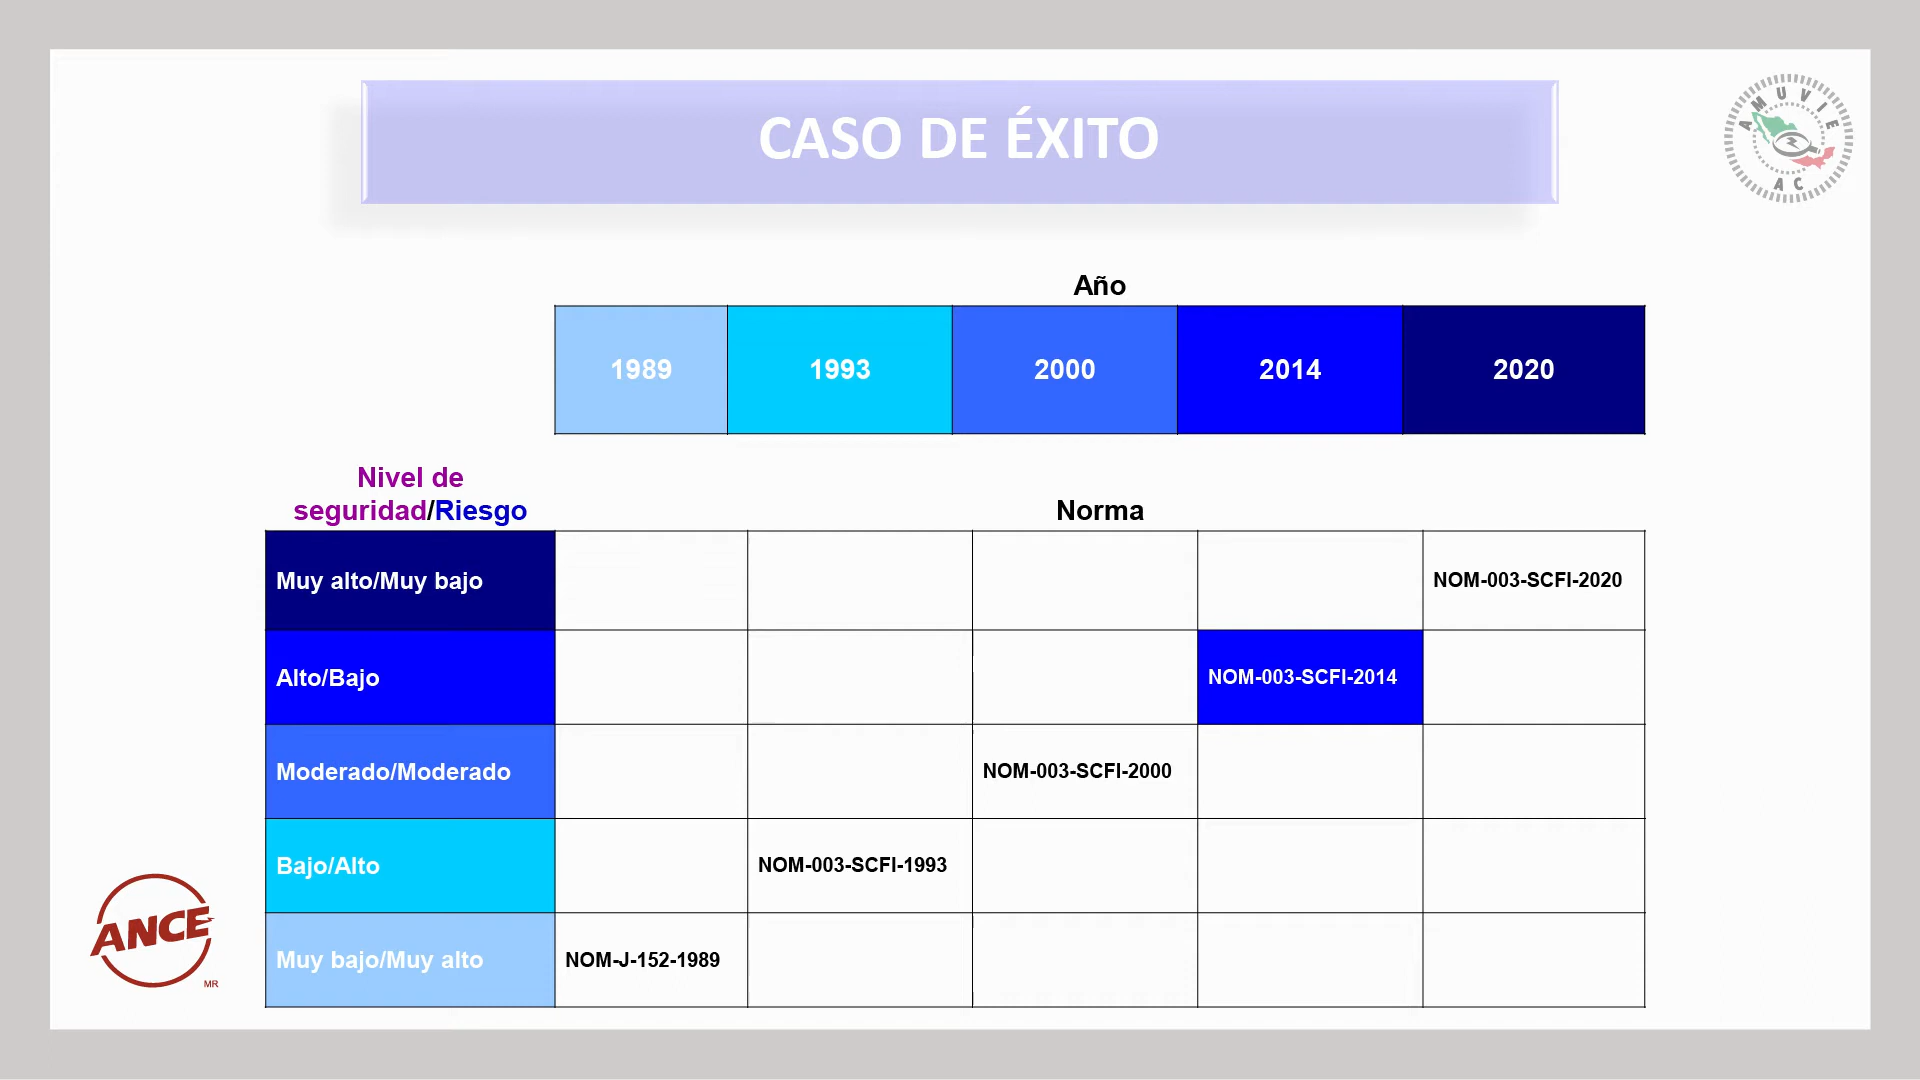 CASO DE ÉXITO
AMUVIE
AC
Año
1989 1993 2000 2014 2020
Nivel de
seguridad/Riesgo
Norma
Muy alto/Muy bajo NOM-003-SCFI-2020
Alto/Bajo NOM-003-SCFI-2014
Moderado/Moderado NOM-003-SCFI-2000
Bajo/Alto NOM-003-SCFI-1993
Muy bajo/Muy alto NOM-J-152-1989
ANCE
MR